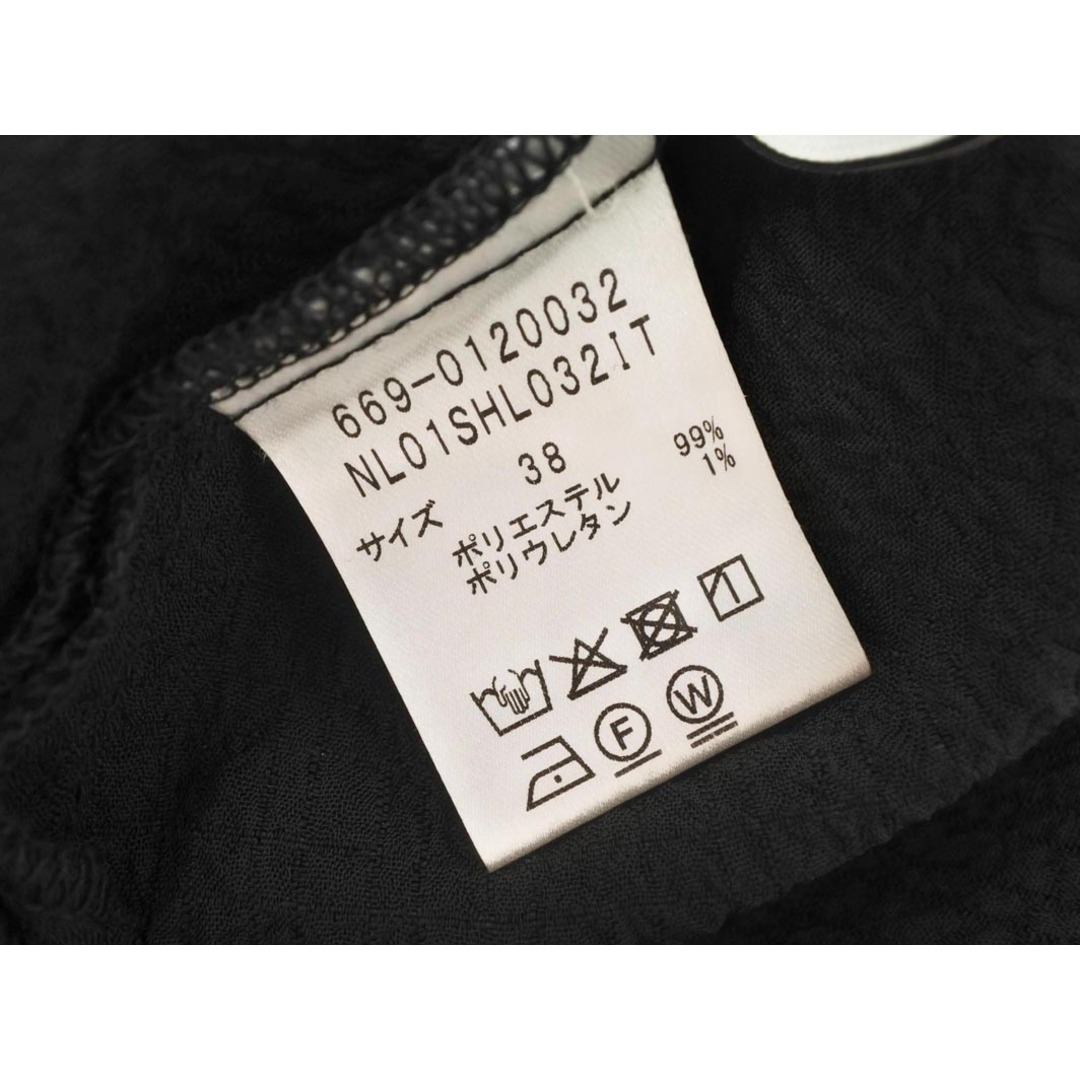 669-0120032
NL01SHL032IT
サイズ 38
ポリエステル 99%
ポリウレタン 1%
F W